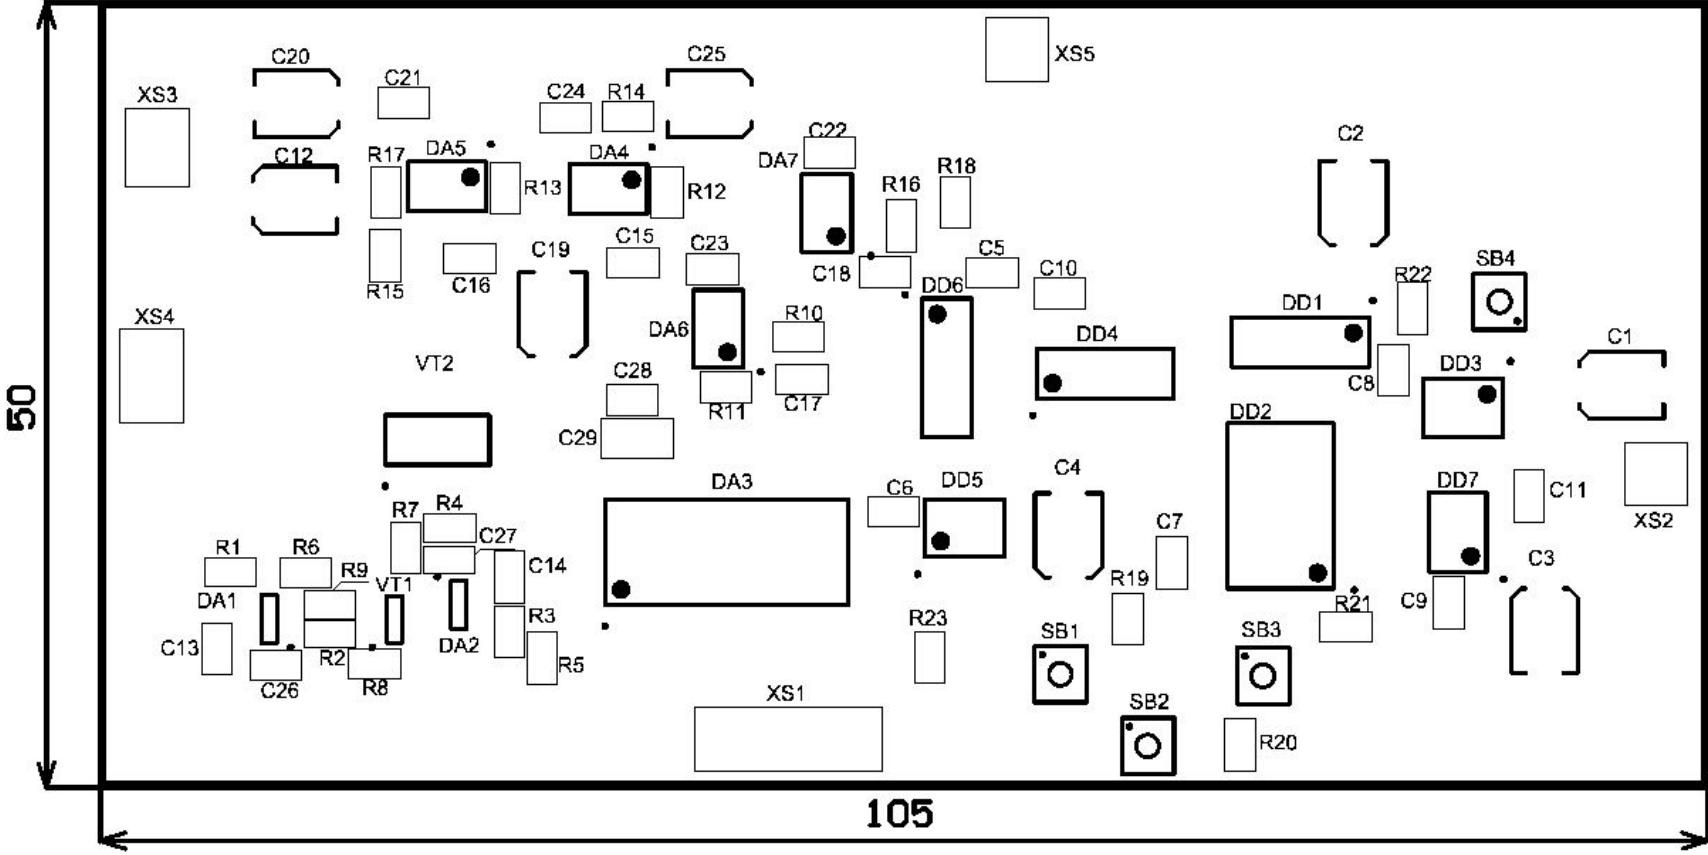 XS5
C20
C25
C21
XS3
C24
R14
C22
C2
C12
R17
DA5
DA4
DA7
R18
R13
R12
R16
C15
C23
C19
C18
C5
C10
SB4
R22
R15
C16
DD6
DD1
XS4
DA6
R10
DD4
C1
VT2
C28
C8
DD3
R11
C17
50
DD2
C29
C4
DA3
C6
DD5
DD7
C11
R7
R4
XS2
C27
C7
R1
R6
C14
R9
VT1
R19
C3
DA1
R3
R23
R21
C9
C13
R2
DA2
SB1
SB3
R5
C26
R8
XS1
SB2
R20
105